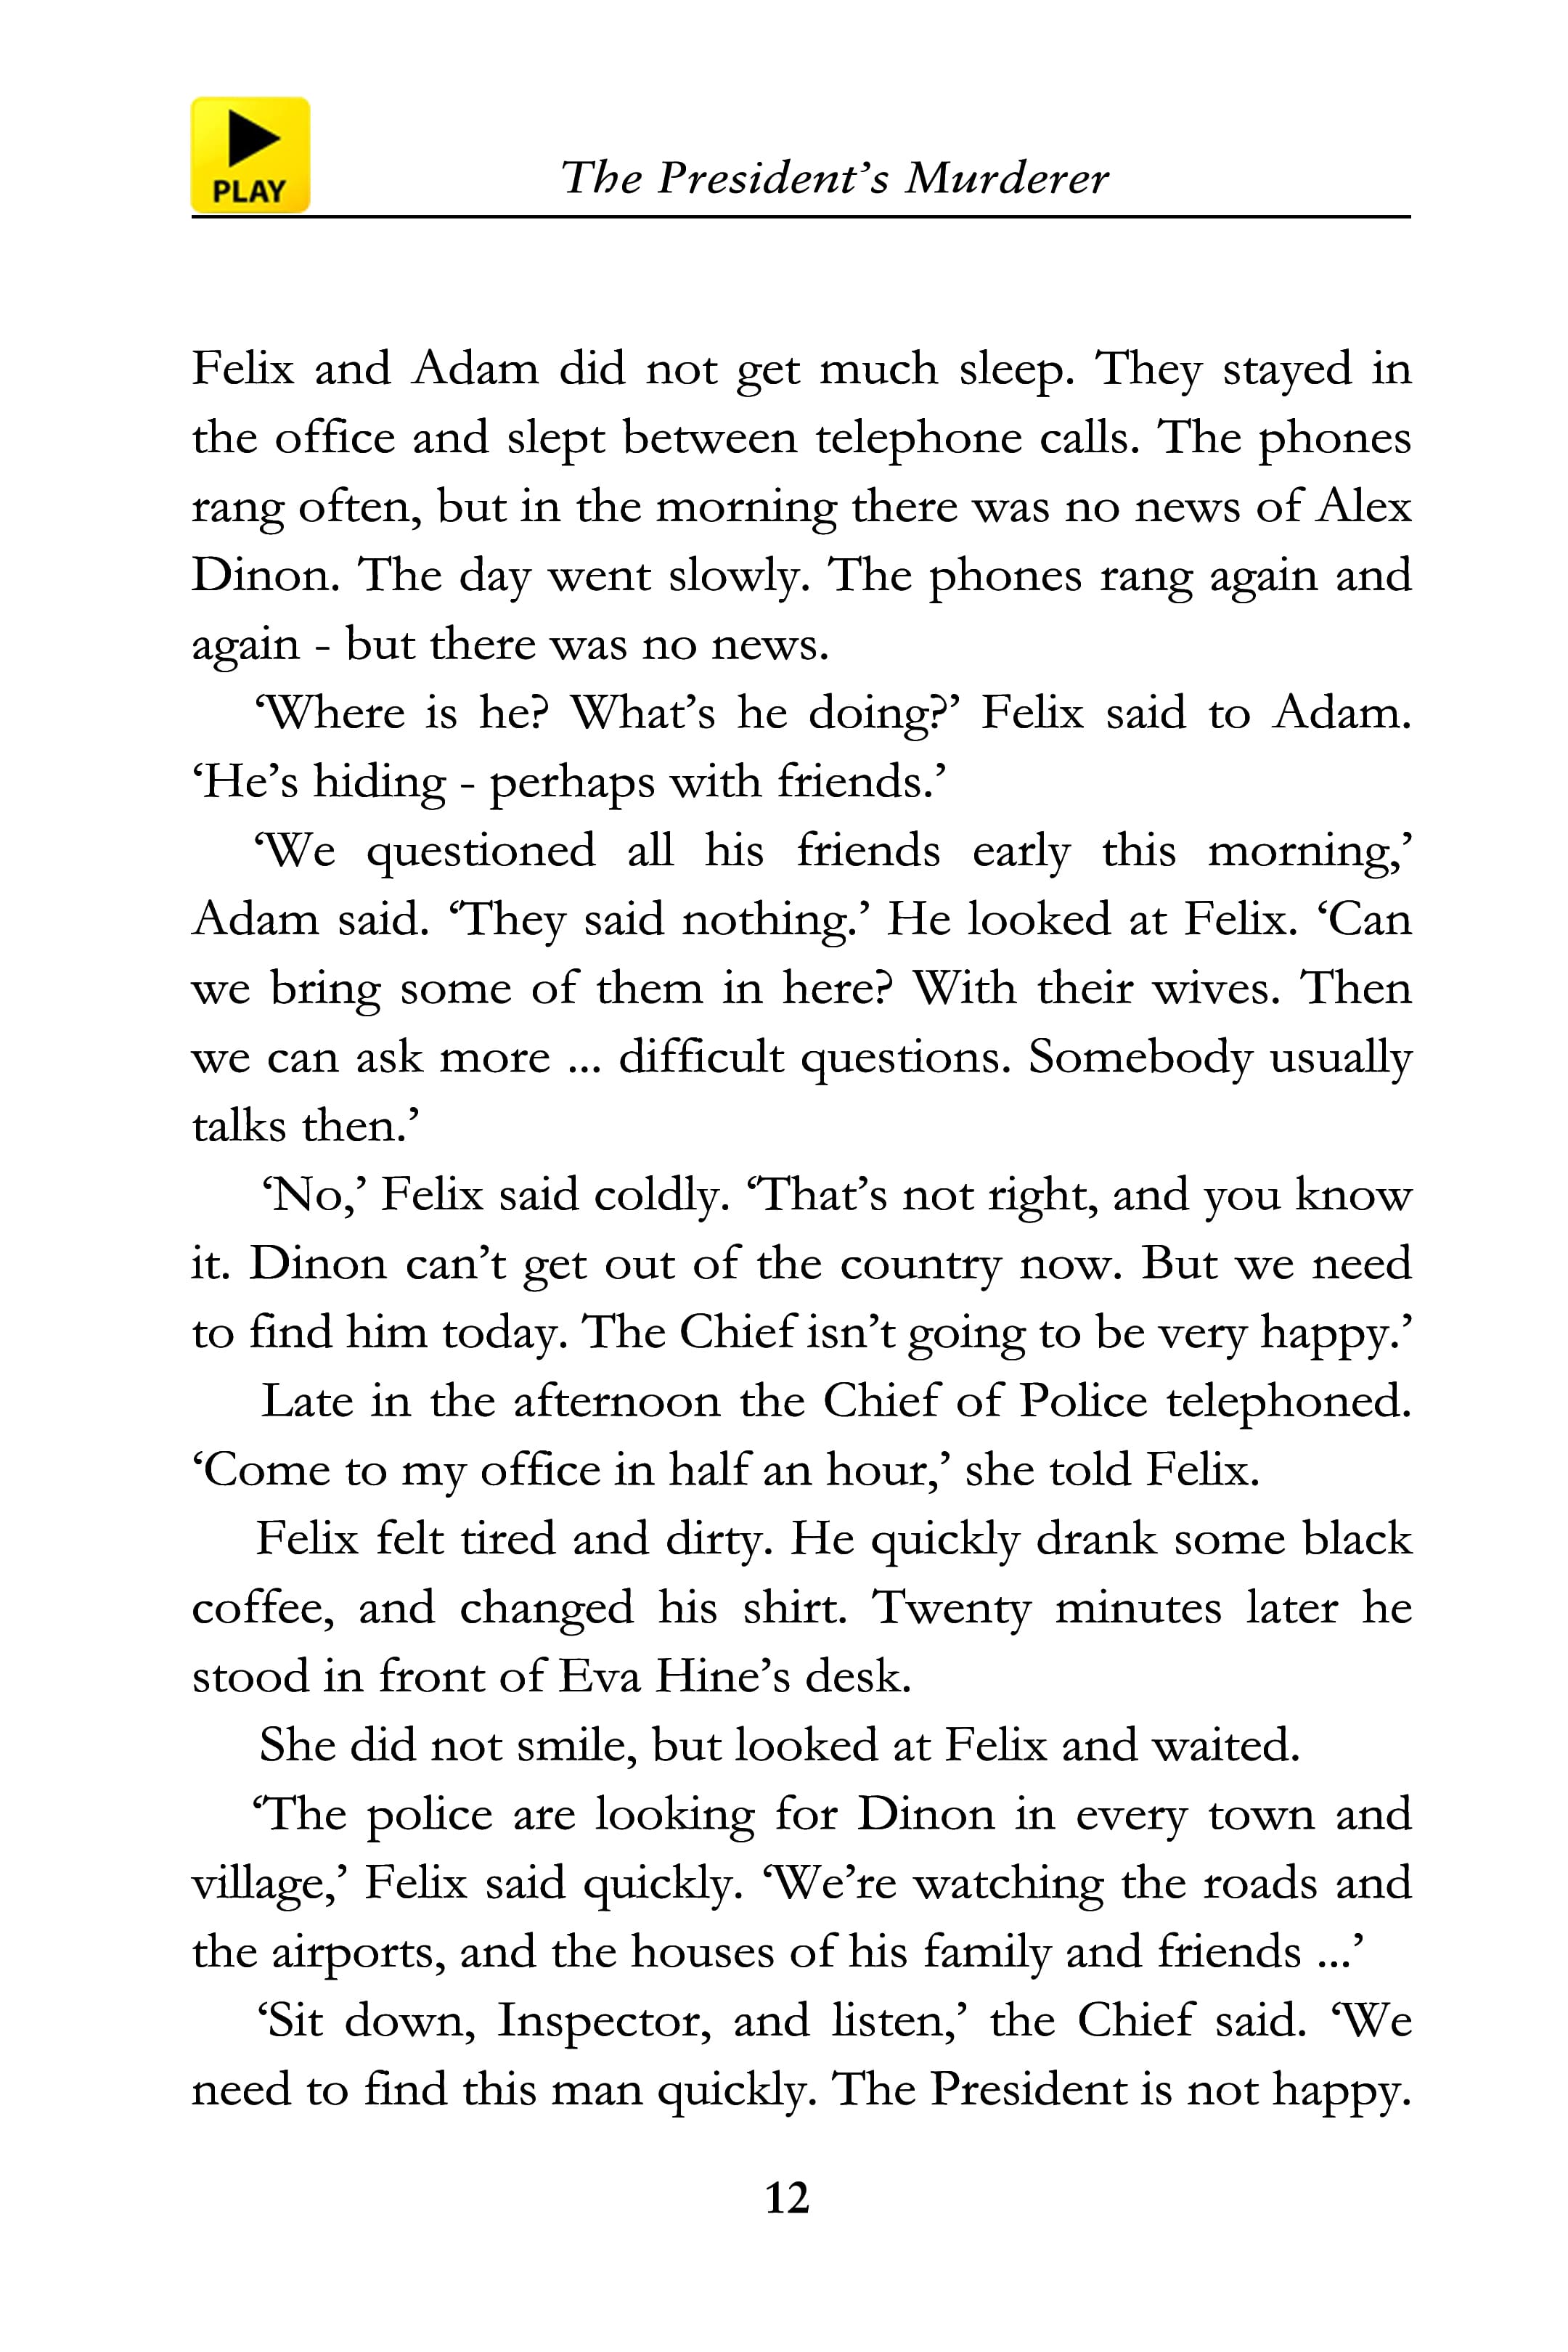 PLAY
The President’s Murderer
Felix and Adam did not get much sleep. They stayed in
the office and slept between telephone calls. The phones
rang often, but in the morning there was no news of Alex
Dinon. The day went slowly. The phones rang again and
again - but there was no news.
‘Where is he? What’s he doing?’ Felix said to Adam.
‘He’s hiding - perhaps with friends.’
‘We questioned all his friends early this morning,’
Adam said. ‘They said nothing.’ He looked at Felix. ‘Can
we bring some of them in here? With their wives. Then
we can ask more ... difficult questions. Somebody usually
talks then.’
‘No,’ Felix said coldly. ‘That’s not right, and you know
it. Dinon can’t get out of the country now. But we need
to find him today. The Chief isn’t going to be very happy.’
Late in the afternoon the Chief of Police telephoned.
‘Come to my office in half an hour,’ she told Felix.
Felix felt tired and dirty. He quickly drank some black
coffee, and changed his shirt. Twenty minutes later he
stood in front of Eva Hine’s desk.
She did not smile, but looked at Felix and waited.
‘The police are looking for Dinon in every town and
village,’ Felix said quickly. ‘We’re watching the roads and
the airports, and the houses of his family and friends ...’
‘Sit down, Inspector, and listen,’ the Chief said. ‘We
need to find this man quickly. The President is not happy.
12